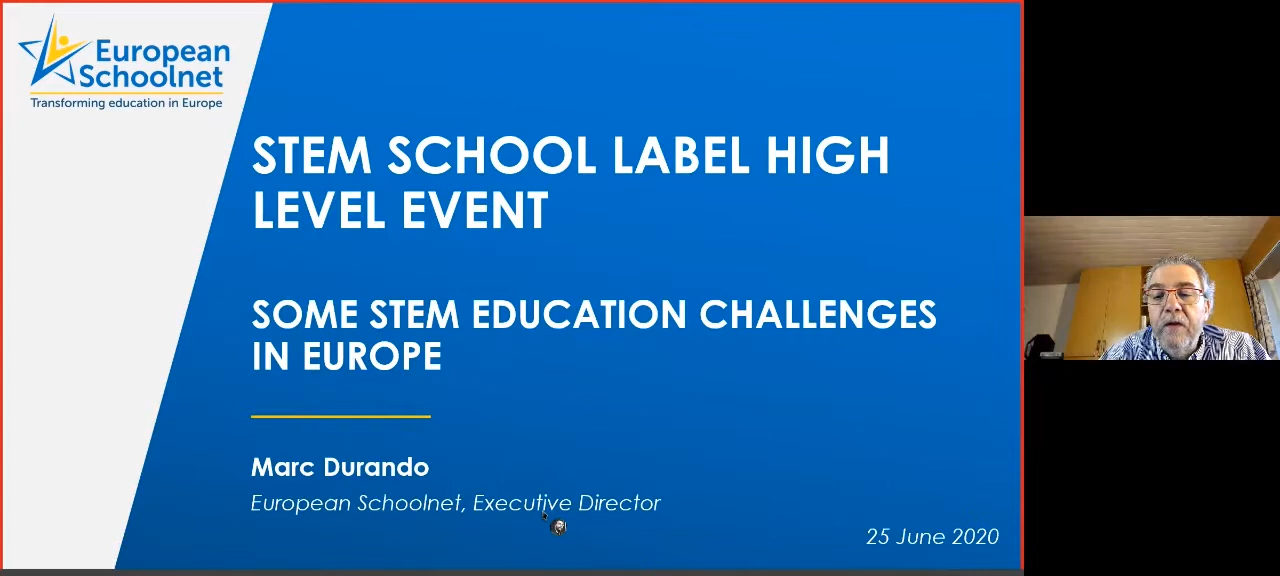 European
Schoolnet
Transforming education in Europe
STEM SCHOOL LABEL HIGH
LEVEL EVENT
SOME STEM EDUCATION CHALLENGES
IN EUROPE
Marc Durando
European Schoolnet, Executive Director
25 June 2020